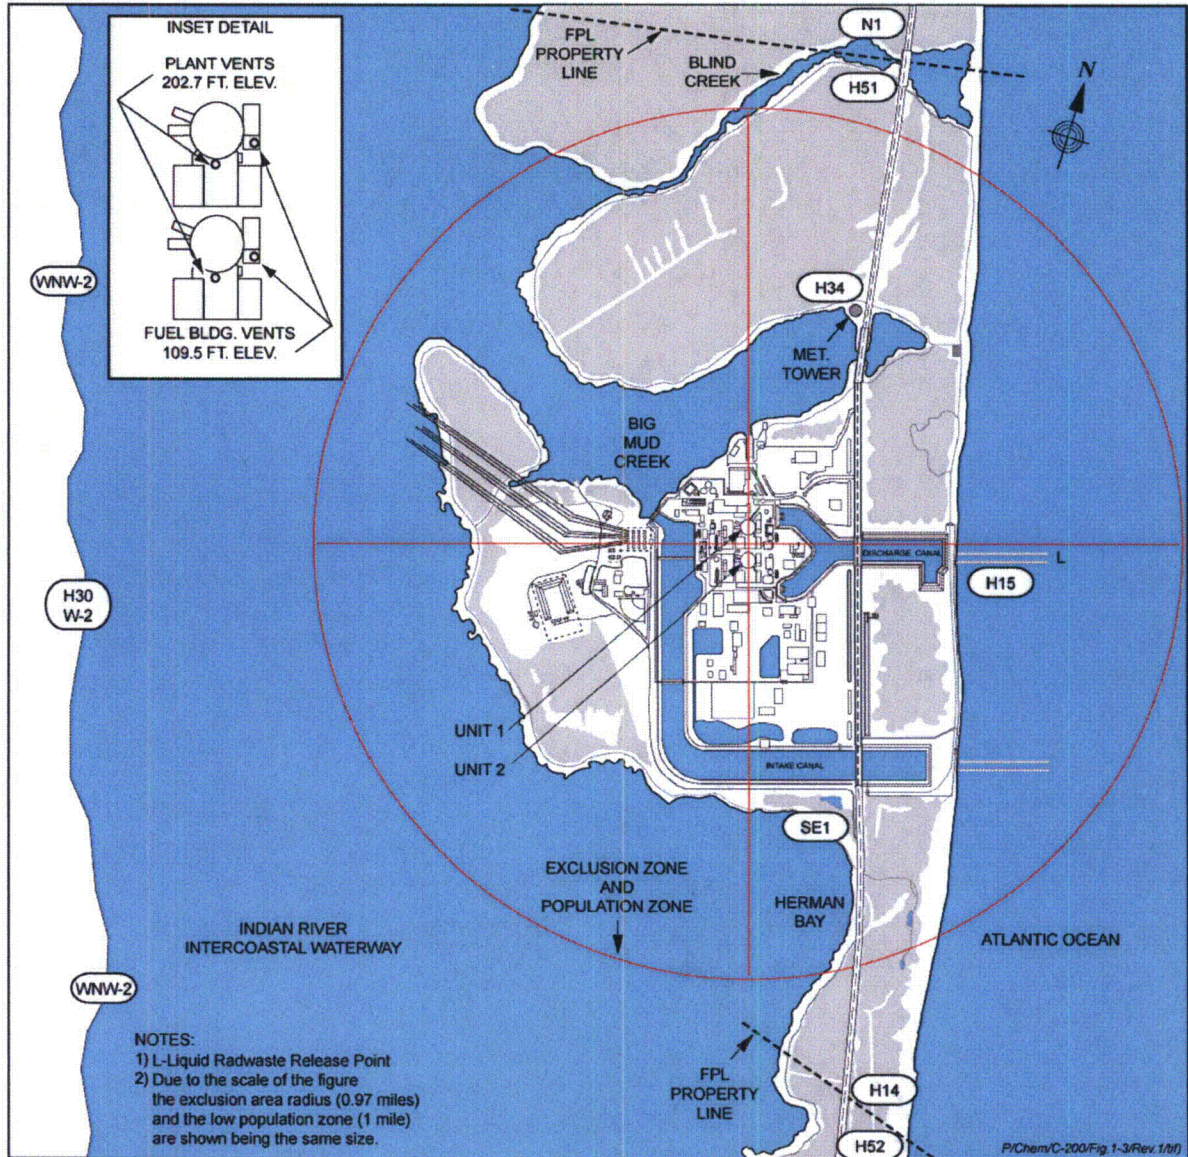 INSET DETAIL
PLANT VENTS
202.7 FT. ELEV.
FUEL BLDG. VENTS
109.5 FT. ELEV.
FPL
PROPERTY
LINE
BLIND
CREEK
N1
H51
N
WNW-2
H34
MET.
TOWER
BIG
MUD
CREEK
DISCHARGE CANAL
L
H15
H30
W-2
UNIT 1
UNIT 2
INTAKE CANAL
SE1
EXCLUSION ZONE
AND
POPULATION ZONE
HERMAN
BAY
INDIAN RIVER
INTERCOASTAL WATERWAY
ATLANTIC OCEAN
WNW-2
NOTES:
1) L-Liquid Radwaste Release Point
2) Due to the scale of the figure
the exclusion area radius (0.97 miles)
and the low population zone (1 mile)
are shown being the same size.
FPL
PROPERTY
LINE
H14
H52
P/Chem/C-200/Fig.1-3/Rev.1/tif)